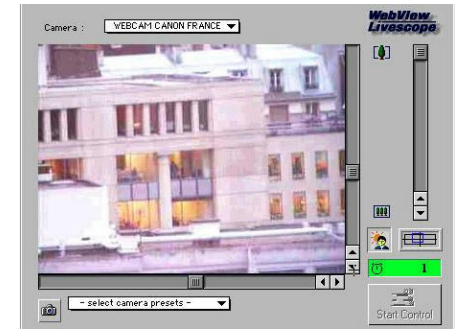 Camera :
WEBCAM CANON FRANCE
WebView
Livescope
- select camera presets -
1
Start Control